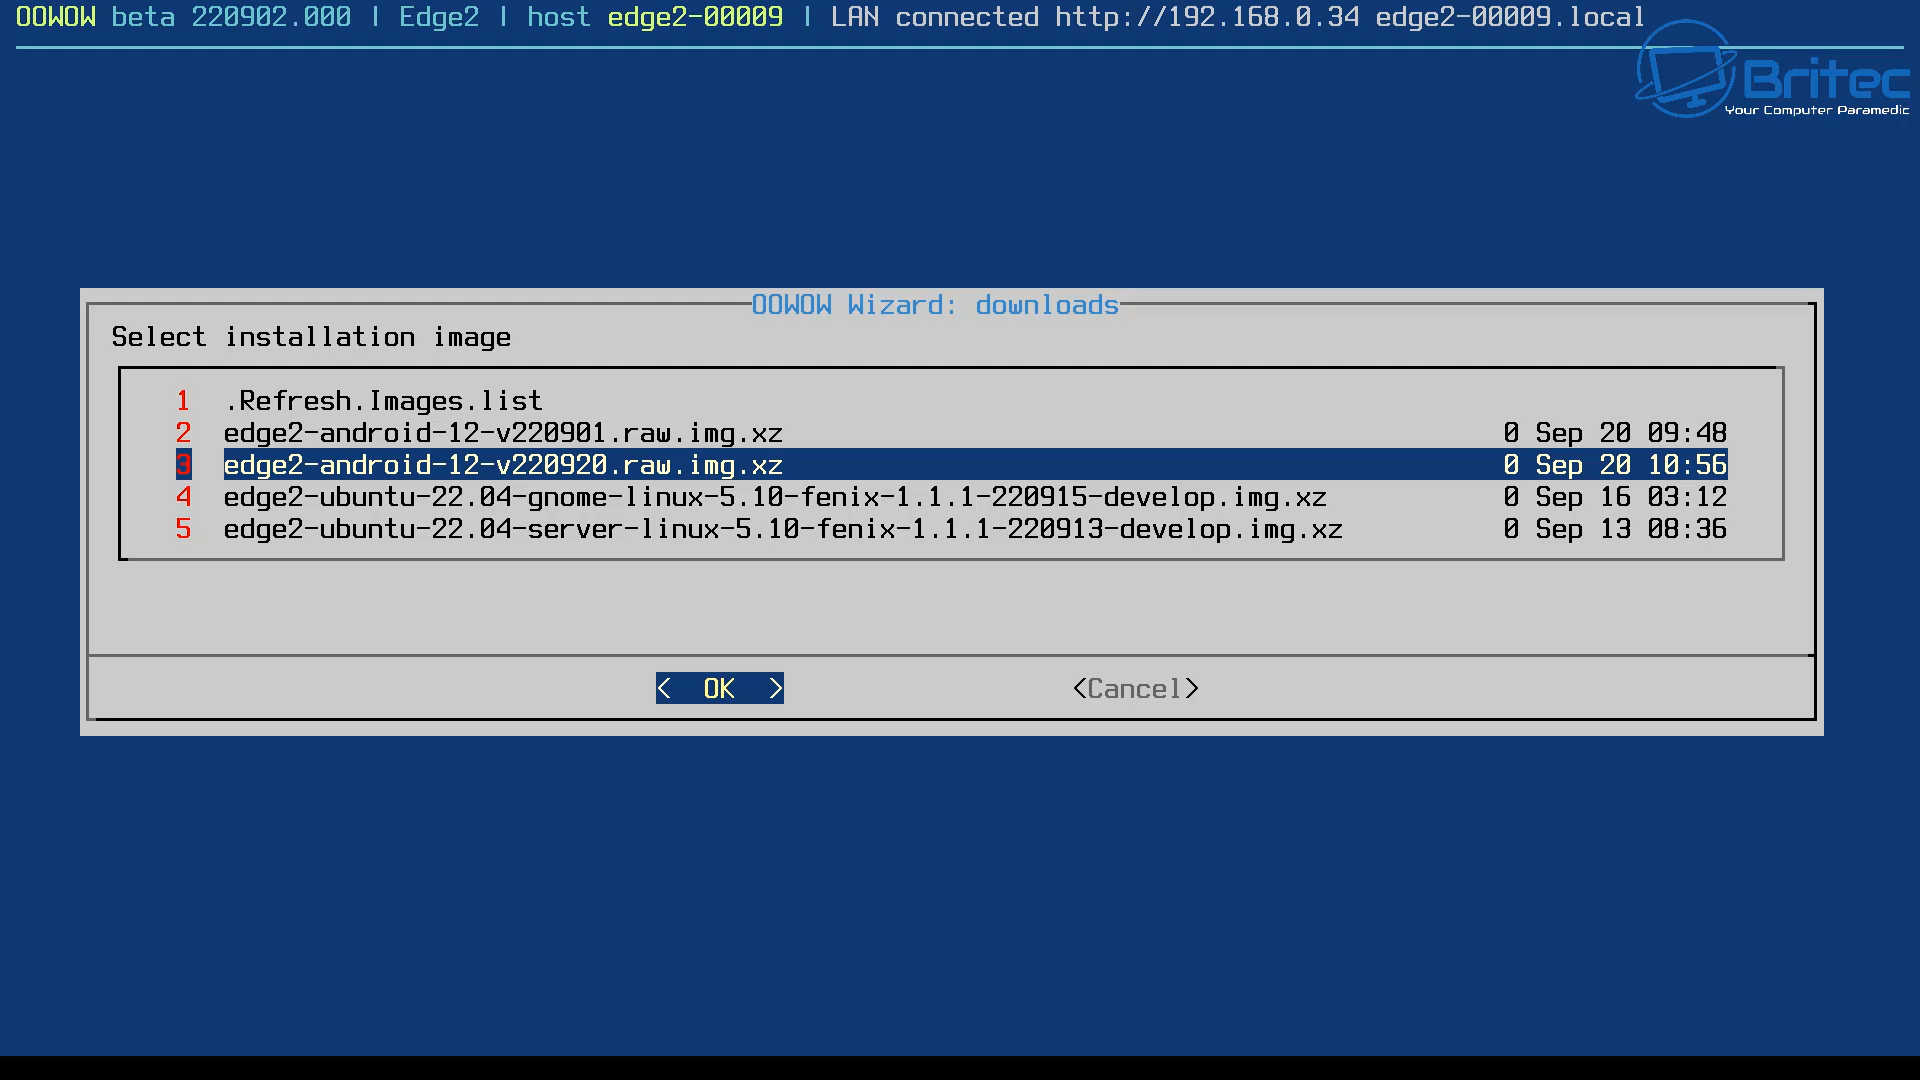 OOWOW beta 220902.000 | Edge2 | host edge2-00009 | LAN connected http://192.168.0.34 edge2-00009.local
Britec
Your Computer Paramedic
OOWOW Wizard: downloads
Select installation image
1 .Refresh.Images.list
2 edge2-android-12-v220901.raw.img.xz 0 Sep 20 09:48
3 edge2-android-12-v220920.raw.img.xz 0 Sep 20 10:56
4 edge2-ubuntu-22.04-gnome-linux-5.10-fenix-1.1.1-220915-develop.img.xz 0 Sep 16 03:12
5 edge2-ubuntu-22.04-server-linux-5.10-fenix-1.1.1-220913-develop.img.xz 0 Sep 13 08:36
< OK > <Cancel>